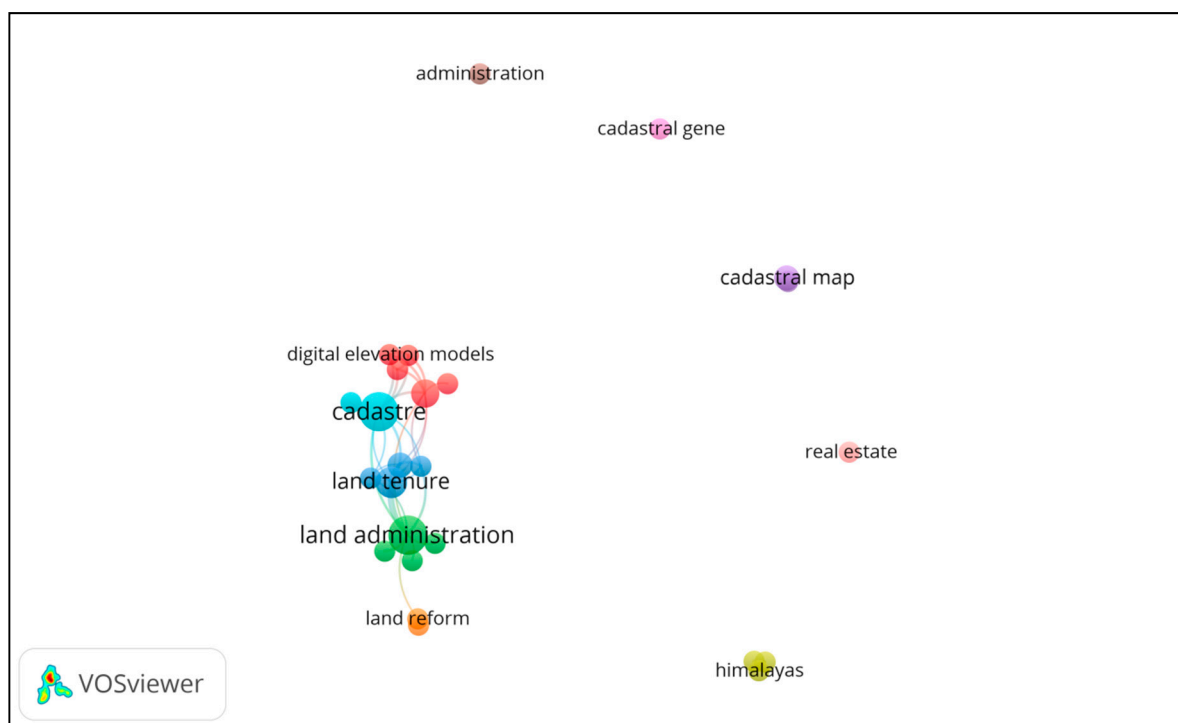 administration
cadastral gene
cadastral map
digital elevation models
cadastre
real estate
land tenure
land administration
land reform
himalayas
VOSviewer